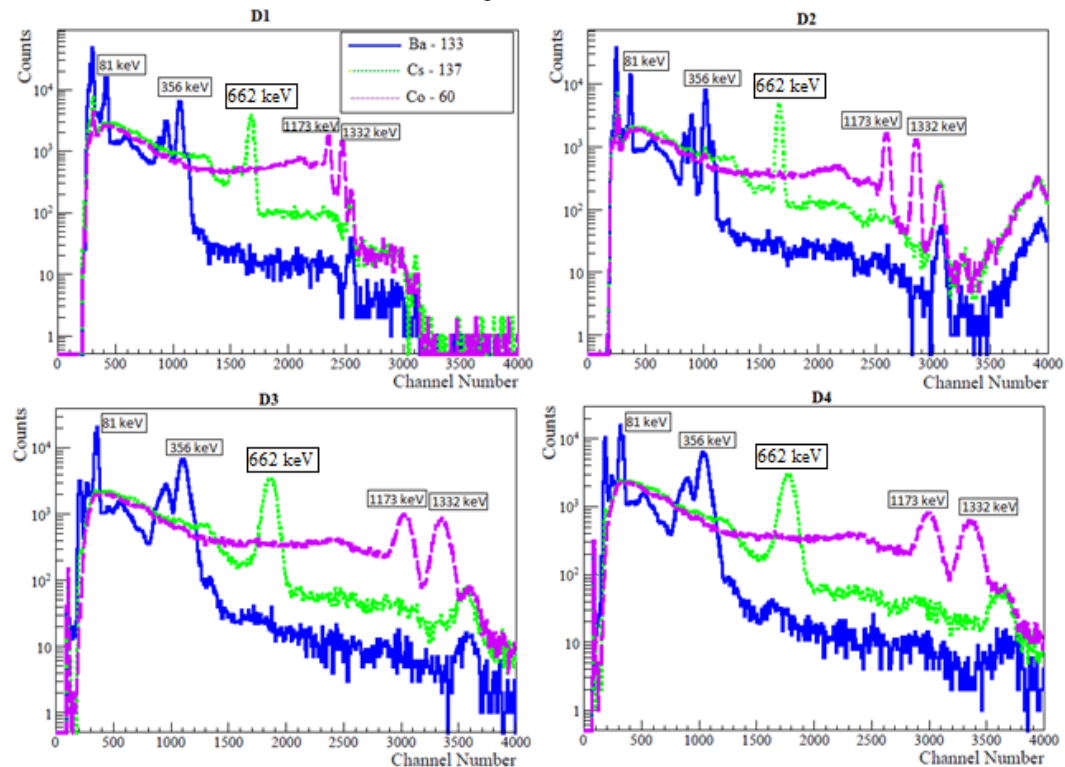 D1
Counts
81 keV
356 keV
662 keV
1173 keV
1332 keV
Ba - 133
Cs - 137
Co - 60
10⁴
10³
10²
10
1
0 500 1000 1500 2000 2500 3000 3500 4000
Channel Number
D2
Counts
81 keV
356 keV
662 keV
1173 keV
1332 keV
10⁴
10³
10²
10
1
0 500 1000 1500 2000 2500 3000 3500 4000
Channel Number
D3
Counts
81 keV
356 keV
662 keV
1173 keV
1332 keV
10⁴
10³
10²
10
1
0 500 1000 1500 2000 2500 3000 3500 4000
Channel Number
D4
Counts
81 keV
356 keV
662 keV
1173 keV
1332 keV
10⁴
10³
10²
10
1
0 500 1000 1500 2000 2500 3000 3500 4000
Channel Number